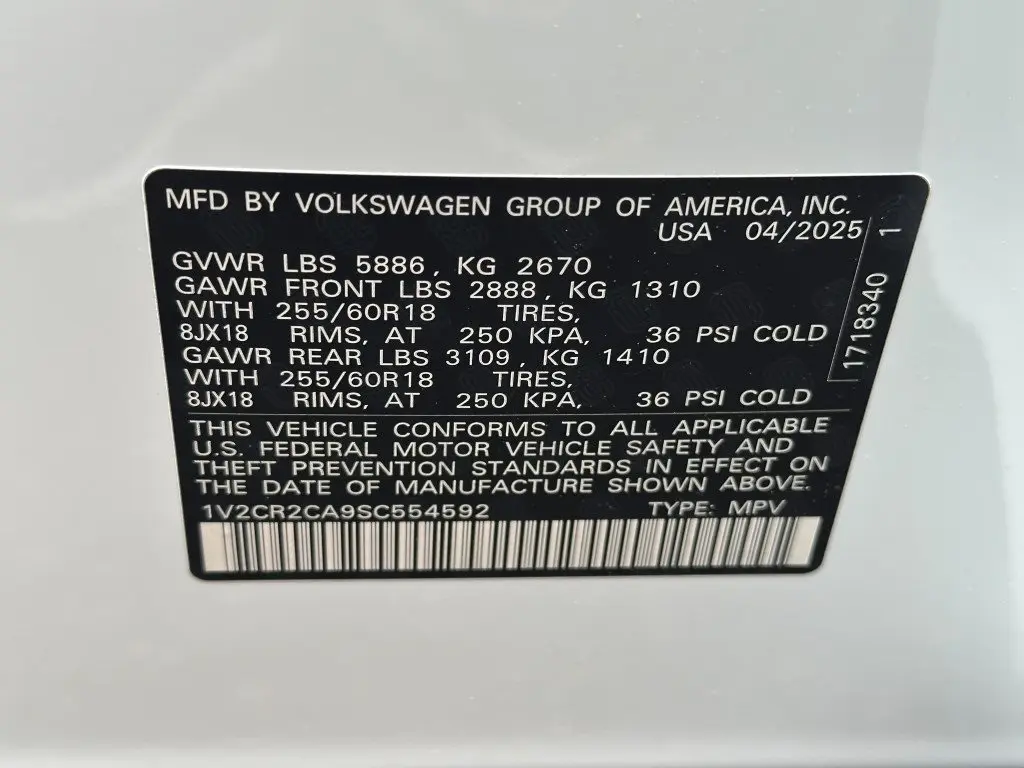 MFD BY VOLKSWAGEN GROUP OF AMERICA, INC.
USA 04/2025
GVWR LBS 5886, KG 2670
GAWR FRONT LBS 2888, KG 1310
WITH 255/60R18 TIRES,
8JX18 RIMS, AT 250 KPA, 36 PSI COLD
GAWR REAR LBS 3109, KG 1410
WITH 255/60R18 TIRES,
8JX18 RIMS, AT 250 KPA, 36 PSI COLD
THIS VEHICLE CONFORMS TO ALL APPLICABLE
U.S. FEDERAL MOTOR VEHICLE SAFETY AND
THEFT PREVENTION STANDARDS IN EFFECT ON
THE DATE OF MANUFACTURE SHOWN ABOVE.
1V2CR2CA9SC554592 TYPE: MPV
1718340 1